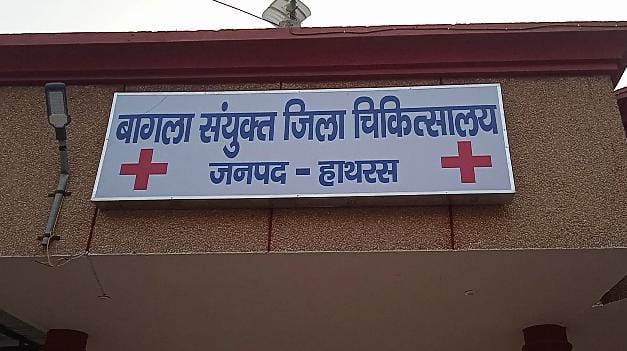 बागला संयुक्त जिला चिकित्सालय
जनपद - हाथरस